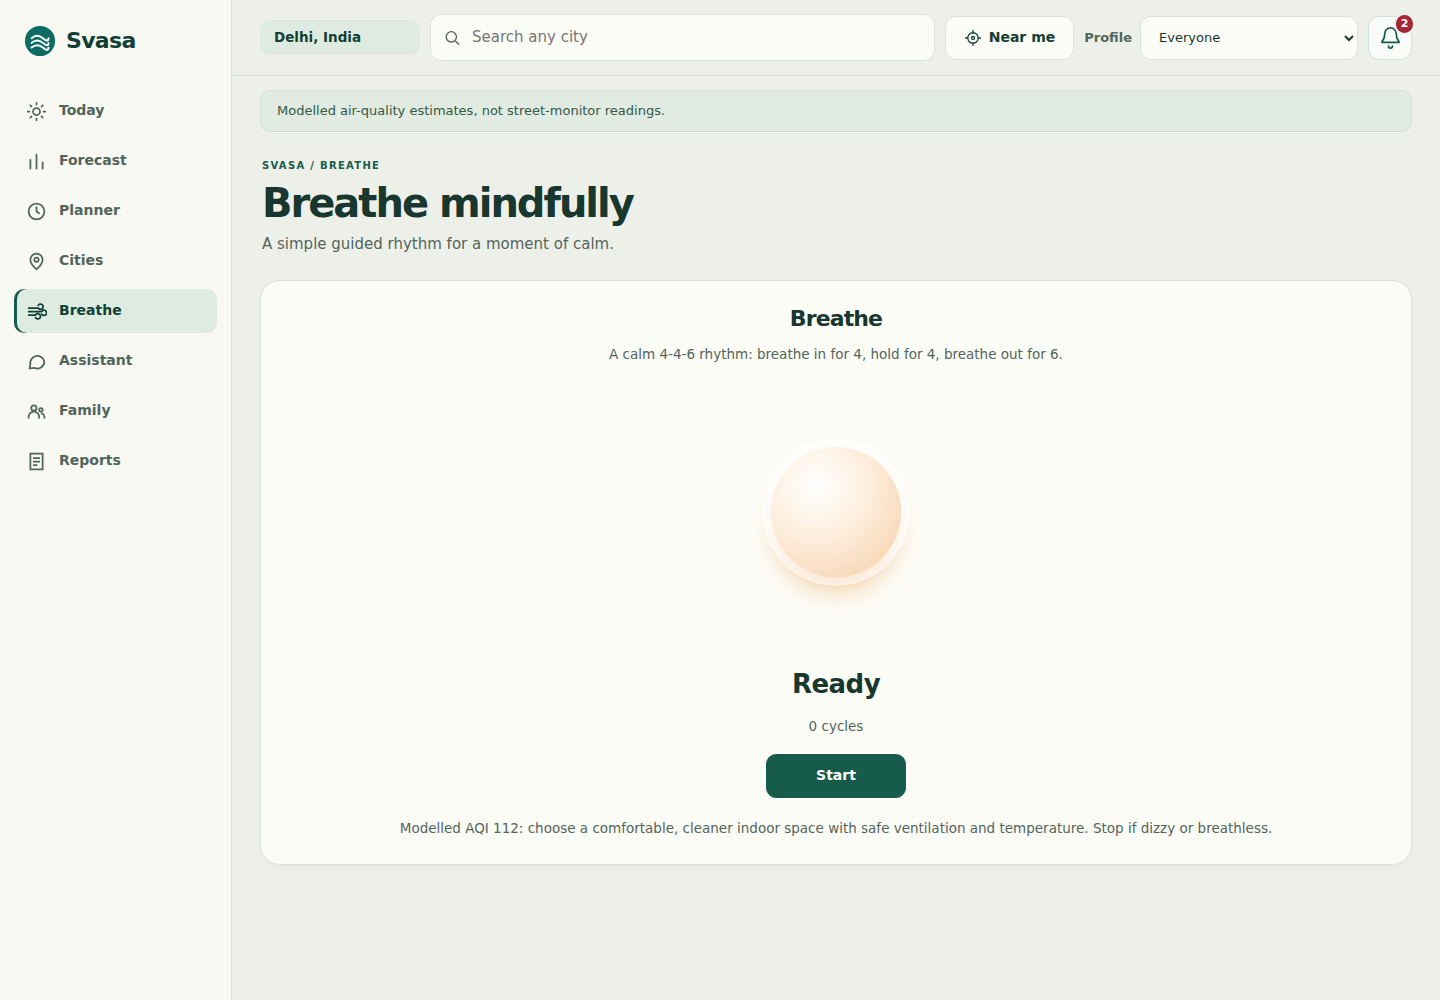 Svasa
Today
Forecast
Planner
Cities
Breathe
Assistant
Family
Reports
Delhi, India
Search any city
Near me
Profile
Everyone
2
Modelled air-quality estimates, not street-monitor readings.
SVASA / BREATHE
Breathe mindfully
A simple guided rhythm for a moment of calm.
Breathe
A calm 4-4-6 rhythm: breathe in for 4, hold for 4, breathe out for 6.
Ready
0 cycles
Start
Modelled AQI 112: choose a comfortable, cleaner indoor space with safe ventilation and temperature. Stop if dizzy or breathless.